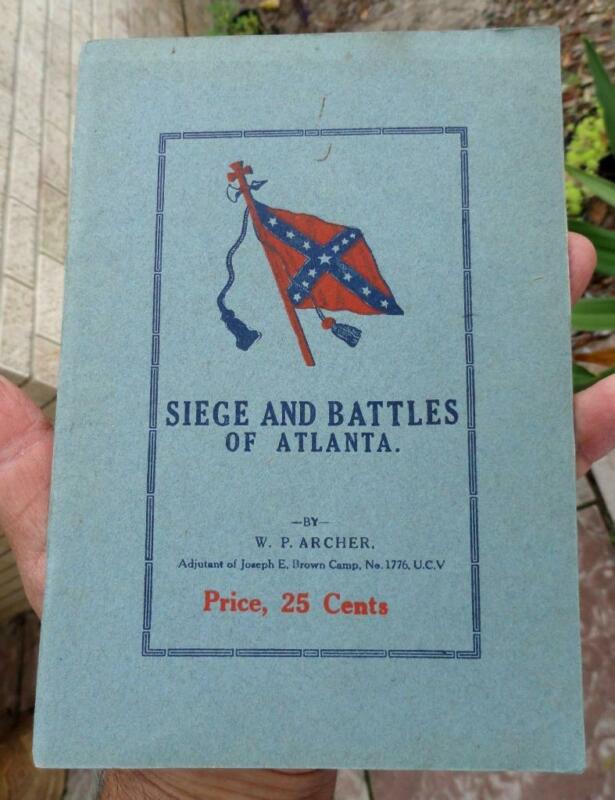 SIEGE AND BATTLES
OF ATLANTA.
—BY—
W. P. ARCHER,
Adjutant of Joseph E. Brown Camp, No. 1776, U.C.V
Price, 25 Cents